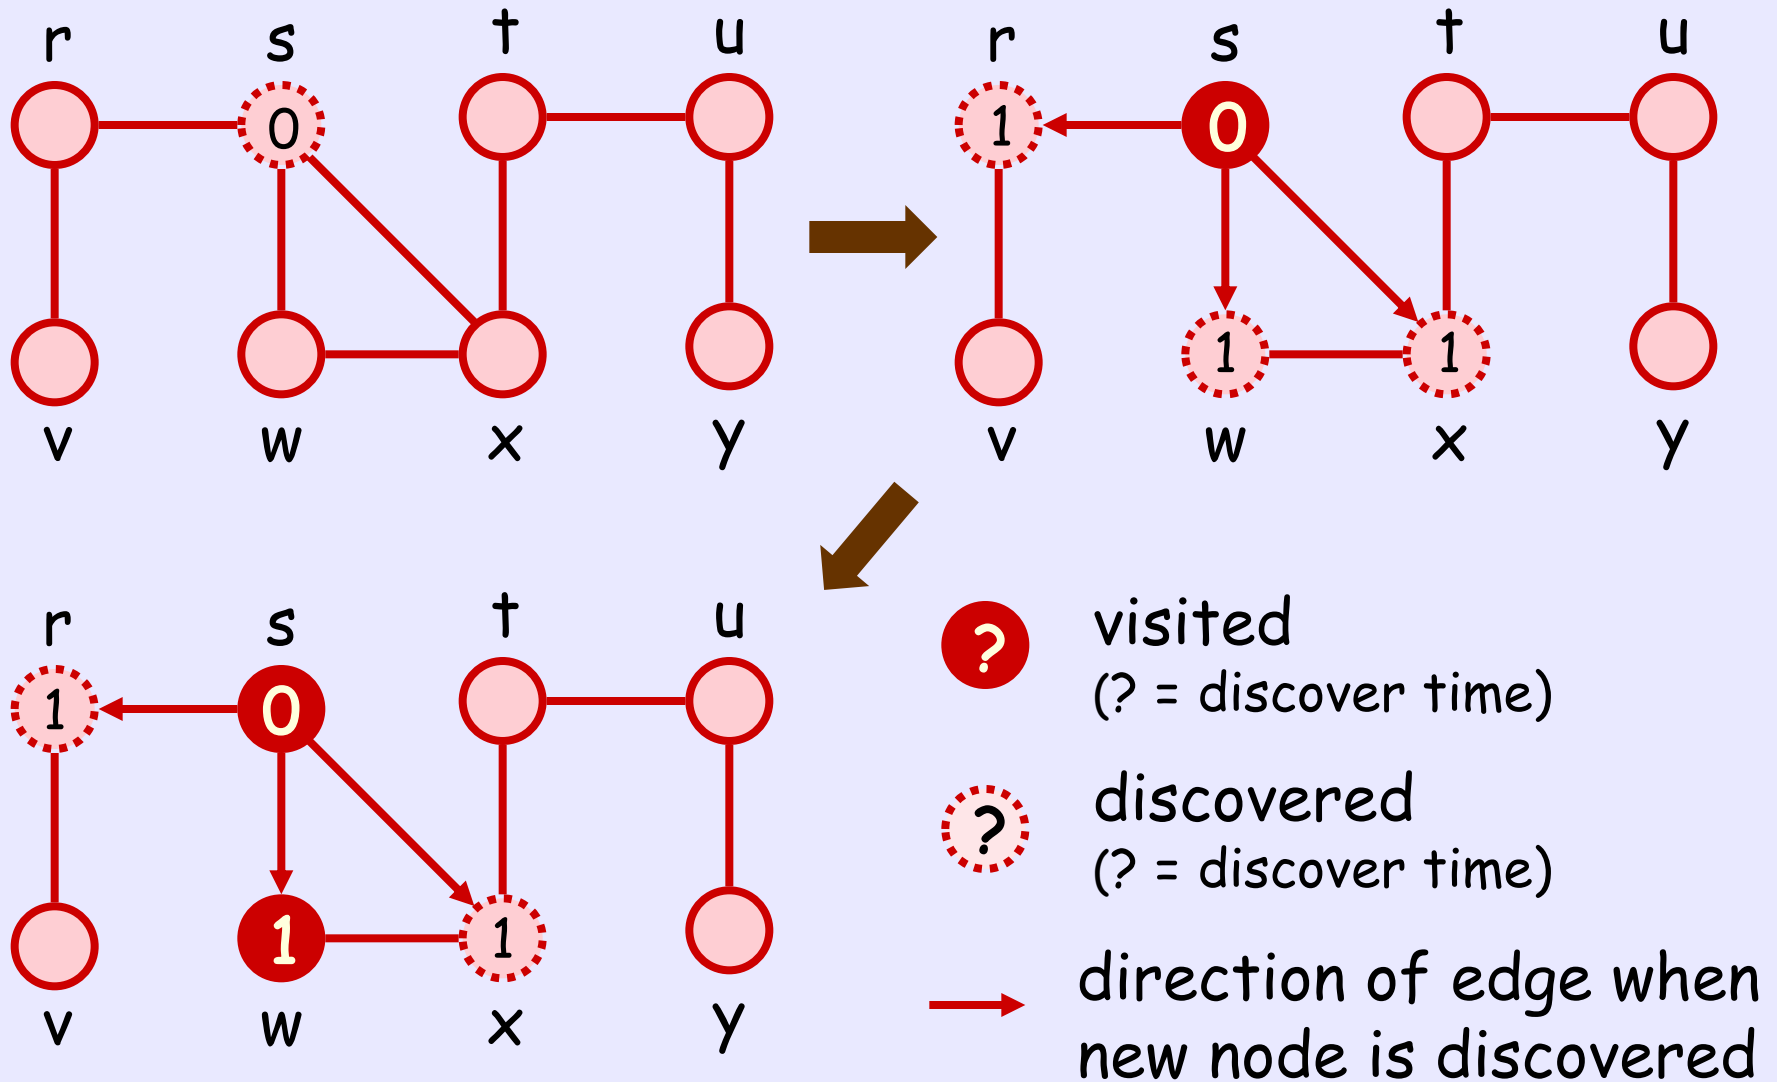 r s t u
0
v w x y
r s t u
1 0
1 1
v w x y
r s t u
1 0
1 1
v w x y
? visited
(? = discover time)
? discovered
(? = discover time)
direction of edge when
new node is discovered